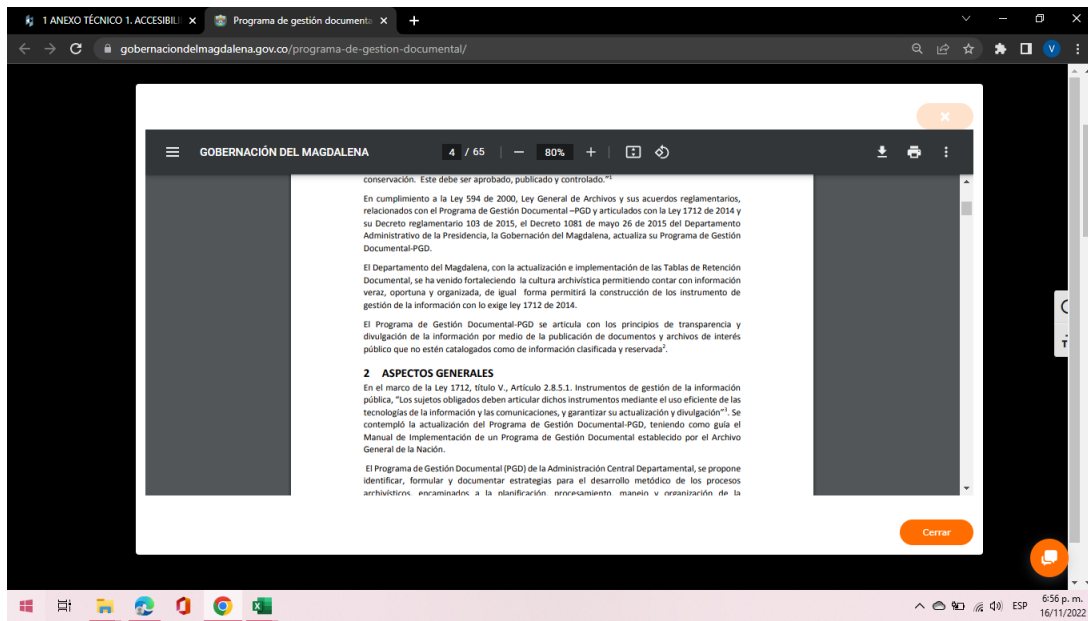 1 ANEXO TÉCNICO 1. ACCESIBIL
Programa de gestión documenta
gobernaciondelmagdalena.gov.co/programa-de-gestion-documental/
V
GOBERNACIÓN DEL MAGDALENA
4 / 65
80%
conservación. Este debe ser aprobado, publicado y controlado."1
En cumplimiento a la Ley 594 de 2000, Ley General de Archivos y sus acuerdos reglamentarios,
relacionados con el Programa de Gestión Documental –PGD y articulados con la Ley 1712 de 2014 y
su Decreto reglamentario 103 de 2015, el Decreto 1081 de mayo 26 de 2015 del Departamento
Administrativo de la Presidencia, la Gobernación del Magdalena, actualiza su Programa de Gestión
Documental-PGD.
El Departamento del Magdalena, con la actualización e implementación de las Tablas de Retención
Documental, se ha venido fortaleciendo la cultura archivística permitiendo contar con información
veraz, oportuna y organizada, de igual forma permitirá la construcción de los instrumento de
gestión de la información con lo exige ley 1712 de 2014.
El Programa de Gestión Documental-PGD se articula con los principios de transparencia y
divulgación de la información por medio de la publicación de documentos y archivos de interés
público que no estén catalogados como de información clasificada y reservada2.
2 ASPECTOS GENERALES
En el marco de la Ley 1712, título V., Artículo 2.8.5.1. Instrumentos de gestión de la información
pública, "Los sujetos obligados deben articular dichos instrumentos mediante el uso eficiente de las
tecnologías de la información y las comunicaciones, y garantizar su actualización y divulgación"3. Se
contempló la actualización del Programa de Gestión Documental-PGD, teniendo como guía el
Manual de Implementación de un Programa de Gestión Documental establecido por el Archivo
General de la Nación.
El Programa de Gestión Documental (PGD) de la Administración Central Departamental, se propone
identificar, formular y documentar estrategias para el desarrollo metódico de los procesos
archivísticos, encaminados a la planificación, procesamiento, manejo y organización de la
Cerrar
ESP
6:56 p. m.
16/11/2022